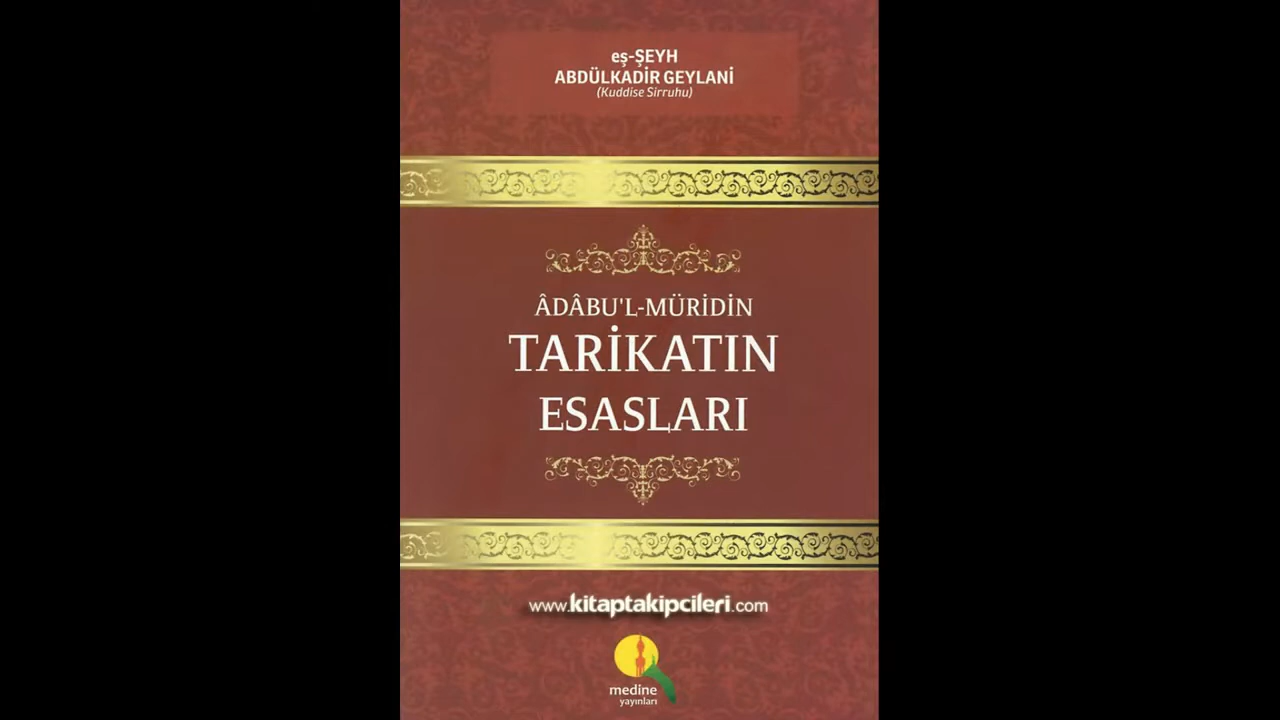 eş-ŞEYH
ABDÜLKADİR GEYLANİ
(Kuddise Sirruhu)
ÂDÂBU'L-MÜRİDİN
TARİKATIN
ESASLARI
www.kitaptakipcileri.com
medine
yayınları